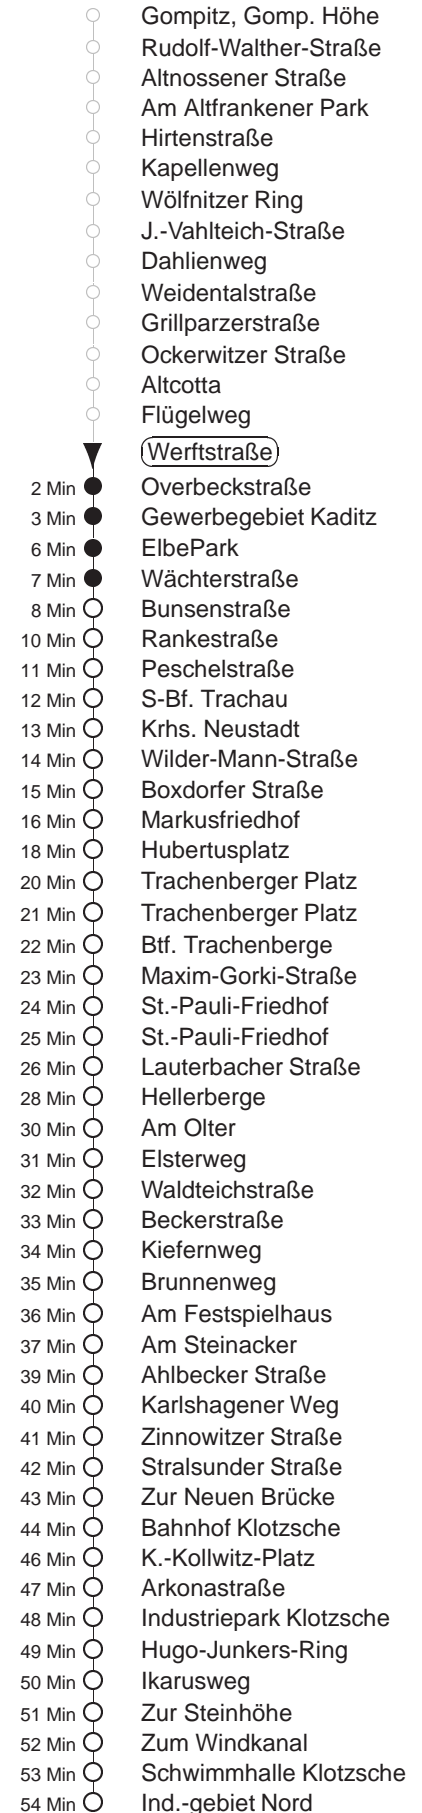 Gompitz, Gomp. Höhe
Rudolf-Walther-Straße
Altnossener Straße
Am Altfrankener Park
Hirtenstraße
Kapellenweg
Wölfnitzer Ring
J.-Vahlteich-Straße
Dahlienweg
Weidentalstraße
Grillparzerstraße
Ockerwitzer Straße
Altcotta
Flügelweg
Werftstraße
2 Min Overbeckstraße
3 Min Gewerbegebiet Kaditz
6 Min ElbePark
7 Min Wächterstraße
8 Min Bunsenstraße
10 Min Rankestraße
11 Min Peschelstraße
12 Min S-Bf. Trachau
13 Min Krhs. Neustadt
14 Min Wilder-Mann-Straße
15 Min Boxdorfer Straße
16 Min Markusfriedhof
18 Min Hubertusplatz
20 Min Trachenberger Platz
21 Min Trachenberger Platz
22 Min Btf. Trachenberge
23 Min Maxim-Gorki-Straße
24 Min St.-Pauli-Friedhof
25 Min St.-Pauli-Friedhof
26 Min Lauterbacher Straße
28 Min Hellerberge
30 Min Am Olter
31 Min Elsterweg
32 Min Waldteichstraße
33 Min Beckerstraße
34 Min Kiefernweg
35 Min Brunnenweg
36 Min Am Festspielhaus
37 Min Am Steinacker
39 Min Ahlbecker Straße
40 Min Karlshagener Weg
41 Min Zinnowitzer Straße
42 Min Stralsunder Straße
43 Min Zur Neuen Brücke
44 Min Bahnhof Klotzsche
46 Min K.-Kollwitz-Platz
47 Min Arkonastraße
48 Min Industriepark Klotzsche
49 Min Hugo-Junkers-Ring
50 Min Ikarusweg
51 Min Zur Steinhöhe
52 Min Zum Windkanal
53 Min Schwimmhalle Klotzsche
54 Min Ind.-gebiet Nord